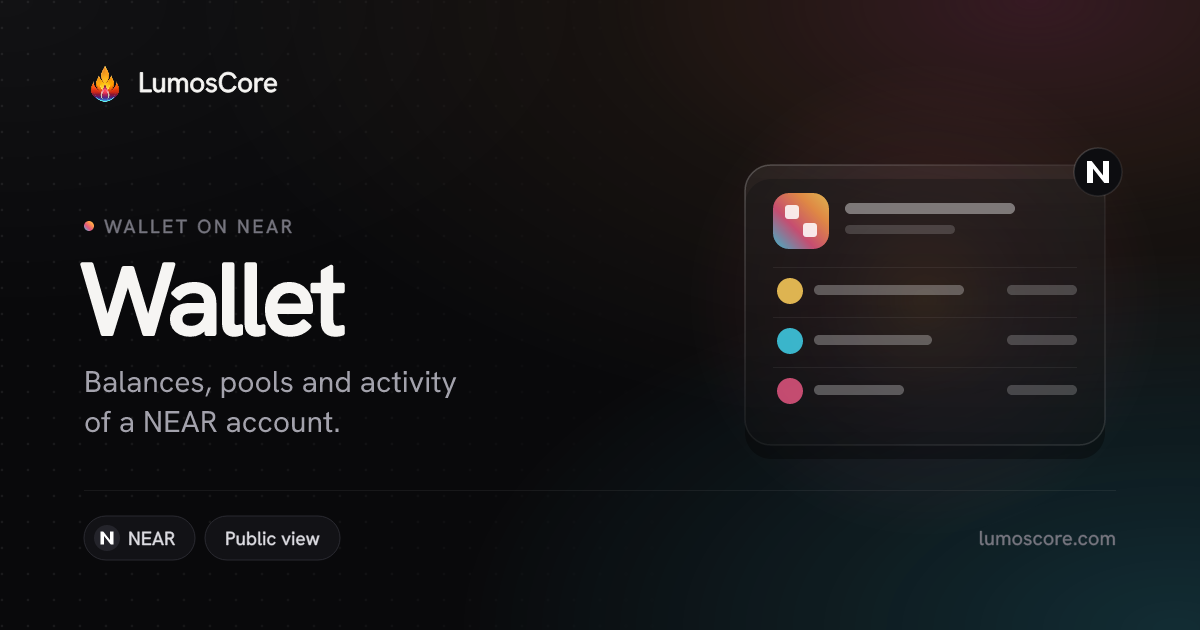 LumosCore
WALLET ON NEAR
Wallet
Balances, pools and activity
of a NEAR account.
N
N NEAR
Public view
lumoscore.com